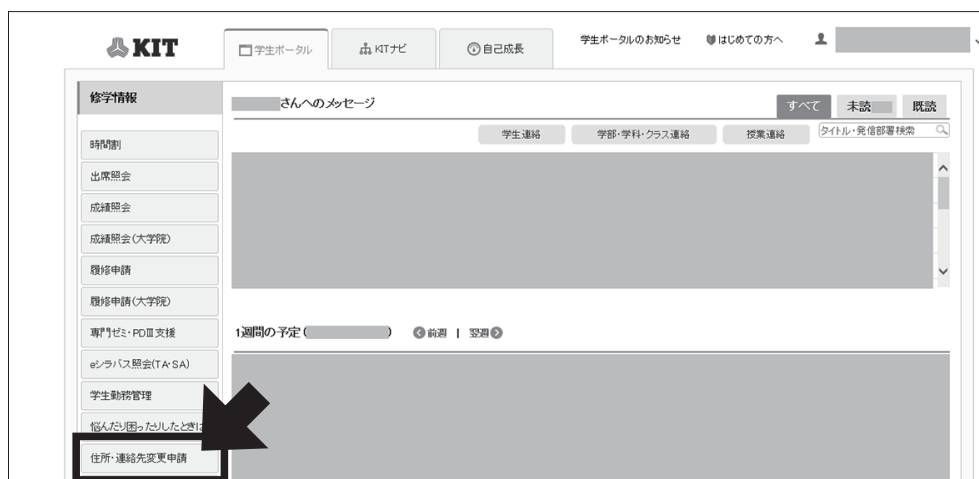 KIT
学生ポータル
KITナビ
自己成長
学生ポータルのお知らせ
はじめての方へ
修学情報
時間割
出席照会
成績照会
成績照会(大学院)
履修申請
履修申請(大学院)
専門ゼミ・PDⅢ支援
eシラバス照会(TA・SA)
学生勤務管理
悩んだり困ったりしたときは
住所・連絡先変更申請
さんへのメッセージ
すべて
未読
既読
学生連絡
学部・学科・クラス連絡
授業連絡
タイトル・発信部署検索
1週間の予定 ( )
前週 | 翌週